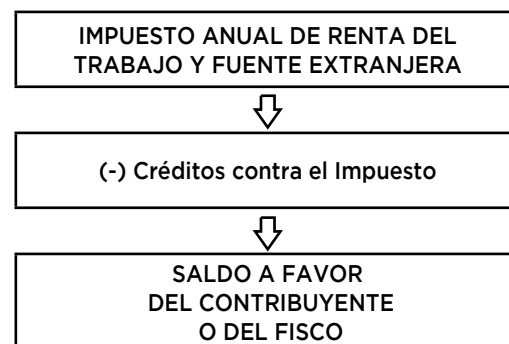 IMPUESTO ANUAL DE RENTA DEL
TRABAJO Y FUENTE EXTRANJERA
(-) Créditos contra el Impuesto
SALDO A FAVOR
DEL CONTRIBUYENTE
O DEL FISCO